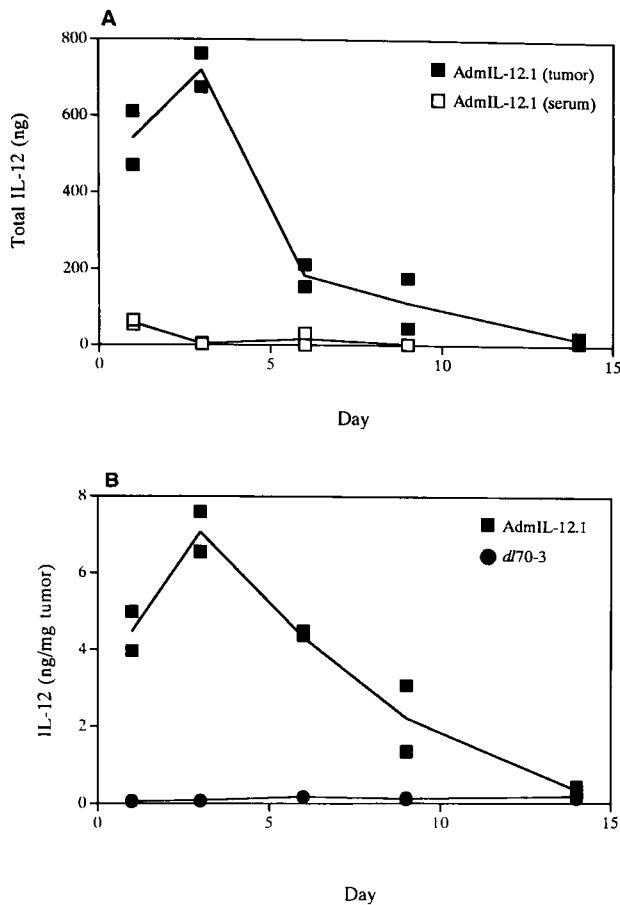 A
800
600
400
200
0
0
5
10
15
Total IL-12 (ng)
Day
AdmIL-12.1 (tumor)
AdmIL-12.1 (serum)
B
8
6
4
2
0
0
5
10
15
IL-12 (ng/mg tumor)
Day
AdmIL-12.1
dl70-3